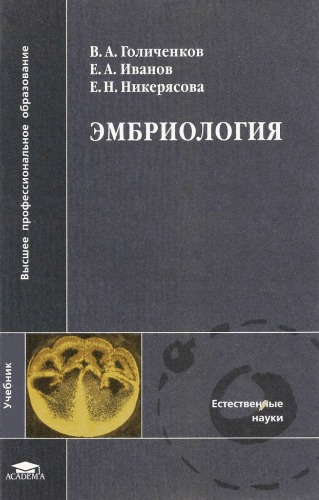 В. А. Голиченков
Е. А. Иванов
Е. Н. Никерясова
ЭМБРИОЛОГИЯ
Высшее профессиональное образование
Учебник
Естественные
науки
ACADEMA